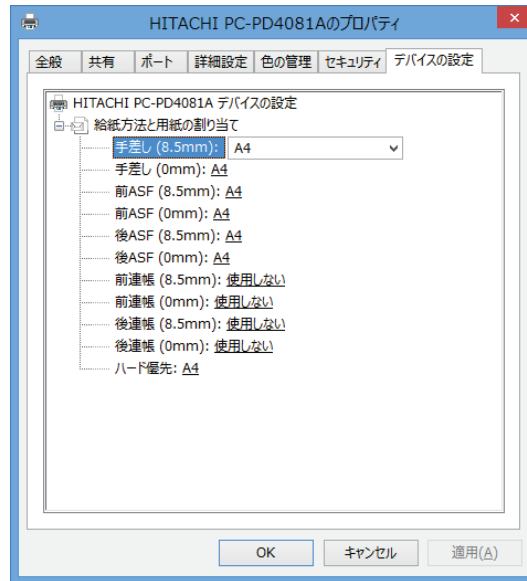 HITACHI PC-PD4081Aのプロパティ
全般 共有 ポート 詳細設定 色の管理 セキュリティ デバイスの設定
HITACHI PC-PD4081A デバイスの設定
給紙方法と用紙の割り当て
手差し (8.5mm): A4
手差し (0mm): A4
前ASF (8.5mm): A4
前ASF (0mm): A4
後ASF (8.5mm): A4
後ASF (0mm): A4
前連帳 (8.5mm): 使用しない
前連帳 (0mm): 使用しない
後連帳 (8.5mm): 使用しない
後連帳 (0mm): 使用しない
ハード優先: A4
OK キャンセル 適用(A)